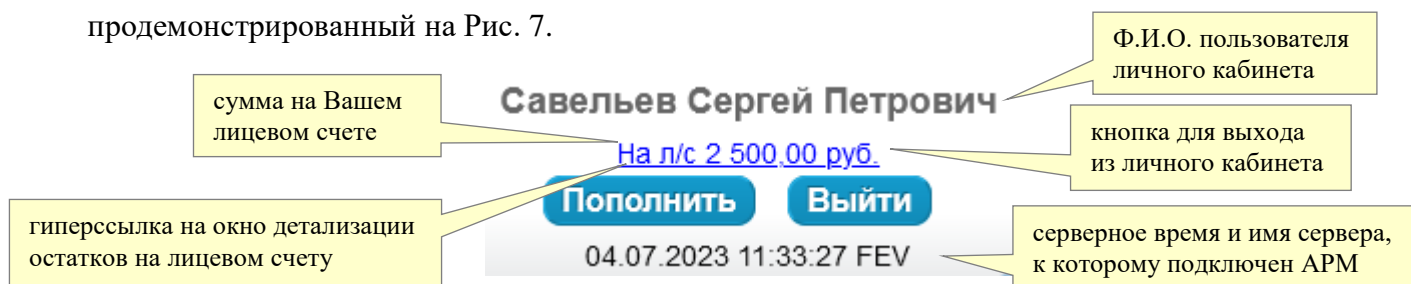 продемонстрированный на Рис. 7.
Ф.И.О. пользователя
личного кабинета
сумма на Вашем
лицевом счете
Савельев Сергей Петрович
кнопка для выхода
из личного кабинета
На л/с 2 500,00 руб.
Пополнить Выйти
гиперссылка на окно детализации
остатков на лицевом счету
04.07.2023 11:33:27 FEV
серверное время и имя сервера,
к которому подключен АРМ